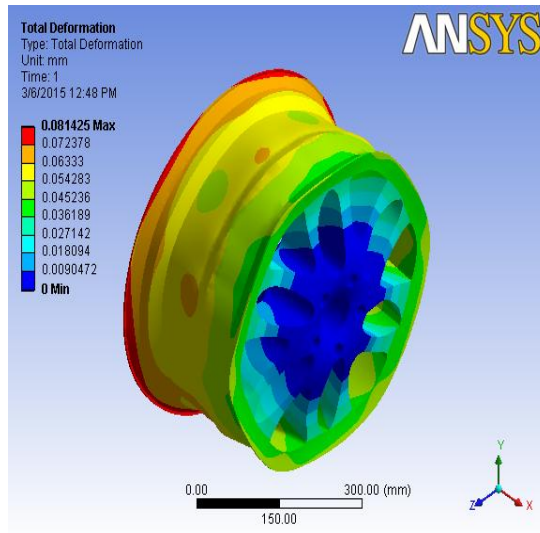 Total Deformation
Type: Total Deformation
Unit: mm
Time: 1
3/6/2015 12:48 PM
ANSYS
0.081425 Max
0.072378
0.06333
0.054283
0.045236
0.036189
0.027142
0.018094
0.0090472
0 Min
0.00
300.00 (mm)
150.00
Y
Z
X